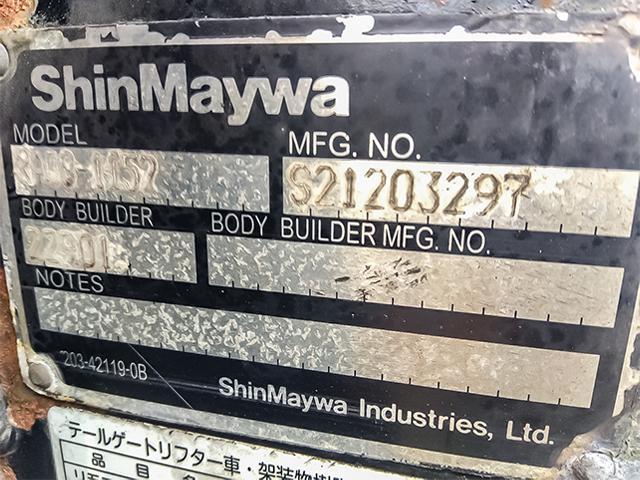 ShinMaywa
MODEL
MFG. NO.
S21203297
BODY BUILDER
BODY BUILDER MFG. NO.
22901
NOTES
203-42119-0B
ShinMaywa Industries, Ltd.
テールゲートリフター車・架装物